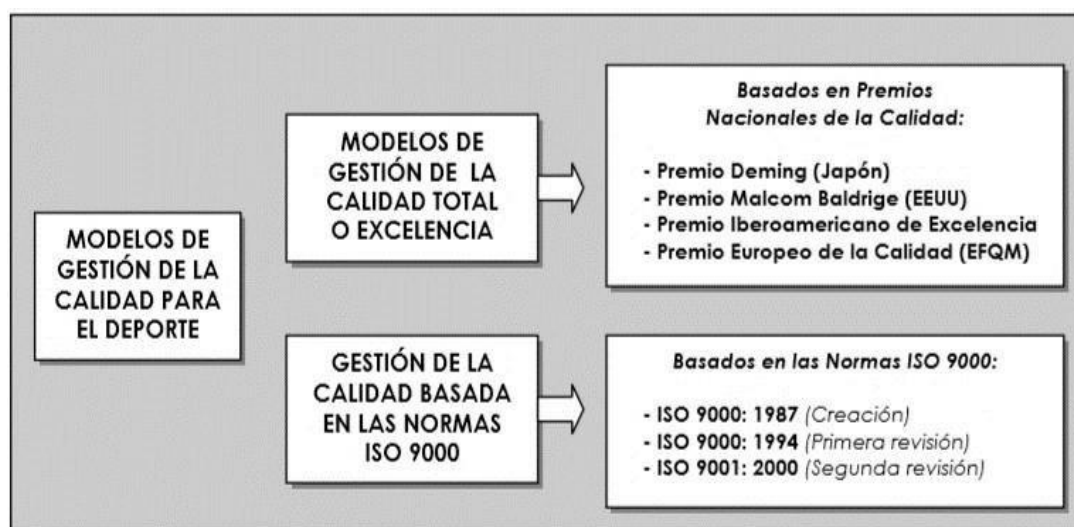 MODELOS DE
GESTIÓN DE LA
CALIDAD PARA
EL DEPORTE
MODELOS DE
GESTIÓN DE LA
CALIDAD TOTAL
O EXCELENCIA
Basados en Premios
Nacionales de la Calidad:
- Premio Deming (Japón)
- Premio Malcom Baldrige (EEUU)
- Premio Iberoamericano de Excelencia
- Premio Europeo de la Calidad (EFQM)
GESTIÓN DE LA
CALIDAD BASADA
EN LAS NORMAS
ISO 9000
Basados en las Normas ISO 9000:
- ISO 9000: 1987 (Creación)
- ISO 9000: 1994 (Primera revisión)
- ISO 9001: 2000 (Segunda revisión)